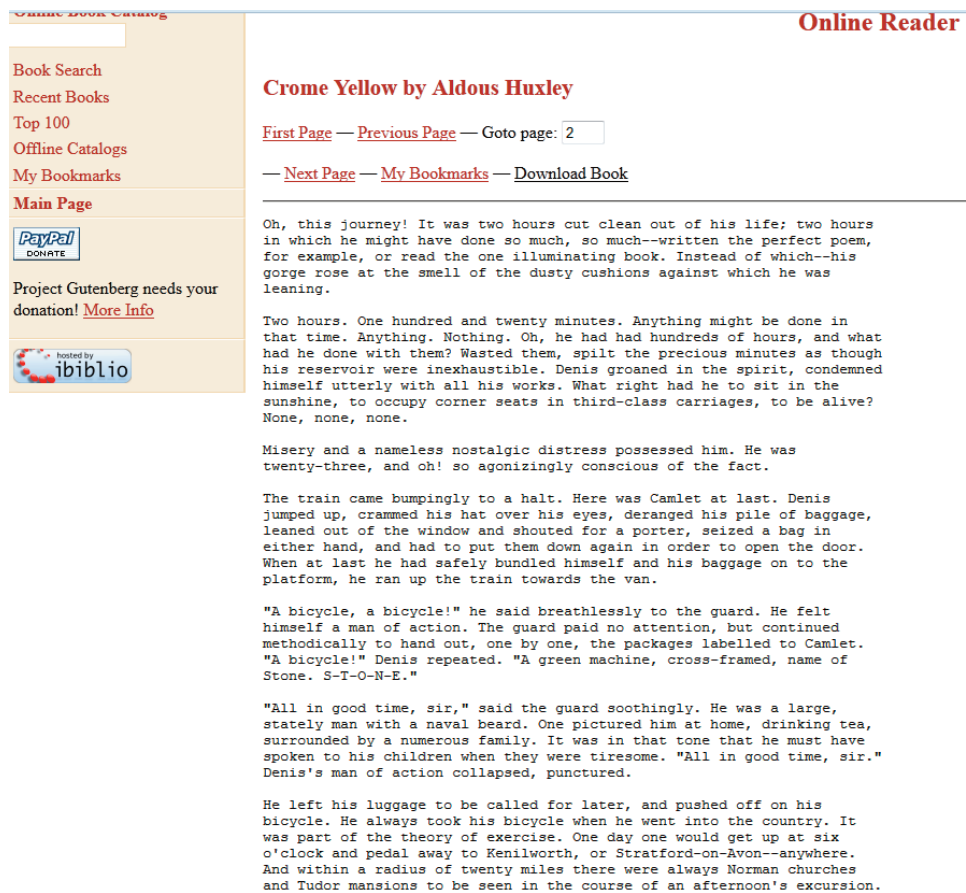 Online Book Catalog
Online Reader
Book Search
Recent Books
Top 100
Offline Catalogs
My Bookmarks
Main Page
PayPal
DONATE
Project Gutenberg needs your
donation! More Info
hosted by
ibiblio
Crome Yellow by Aldous Huxley
First Page — Previous Page — Goto page: 2
— Next Page — My Bookmarks — Download Book
Oh, this journey! It was two hours cut clean out of his life; two hours
in which he might have done so much, so much--written the perfect poem,
for example, or read the one illuminating book. Instead of which--his
gorge rose at the smell of the dusty cushions against which he was
leaning.
Two hours. One hundred and twenty minutes. Anything might be done in
that time. Anything. Nothing. Oh, he had had hundreds of hours, and what
had he done with them? Wasted them, spilt the precious minutes as though
his reservoir were inexhaustible. Denis groaned in the spirit, condemned
himself utterly with all his works. What right had he to sit in the
sunshine, to occupy corner seats in third-class carriages, to be alive?
None, none, none.
Misery and a nameless nostalgic distress possessed him. He was
twenty-three, and oh! so agonizingly conscious of the fact.
The train came bumpingly to a halt. Here was Camlet at last. Denis
jumped up, crammed his hat over his eyes, deranged his pile of baggage,
leaned out of the window and shouted for a porter, seized a bag in
either hand, and had to put them down again in order to open the door.
When at last he had safely bundled himself and his baggage on to the
platform, he ran up the train towards the van.
"A bicycle, a bicycle!" he said breathlessly to the guard. He felt
himself a man of action. The guard paid no attention, but continued
methodically to hand out, one by one, the packages labelled to Camlet.
"A bicycle!" Denis repeated. "A green machine, cross-framed, name of
Stone. S-T-O-N-E."
"All in good time, sir," said the guard soothingly. He was a large,
stately man with a naval beard. One pictured him at home, drinking tea,
surrounded by a numerous family. It was in that tone that he must have
spoken to his children when they were tiresome. "All in good time, sir."
Denis's man of action collapsed, punctured.
He left his luggage to be called for later, and pushed off on his
bicycle. He always took his bicycle when he went into the country. It
was part of the theory of exercise. One day one would get up at six
o'clock and pedal away to Kenilworth, or Stratford-on-Avon--anywhere.
And within a radius of twenty miles there were always Norman churches
and Tudor mansions to be seen in the course of an afternoon's excursion.